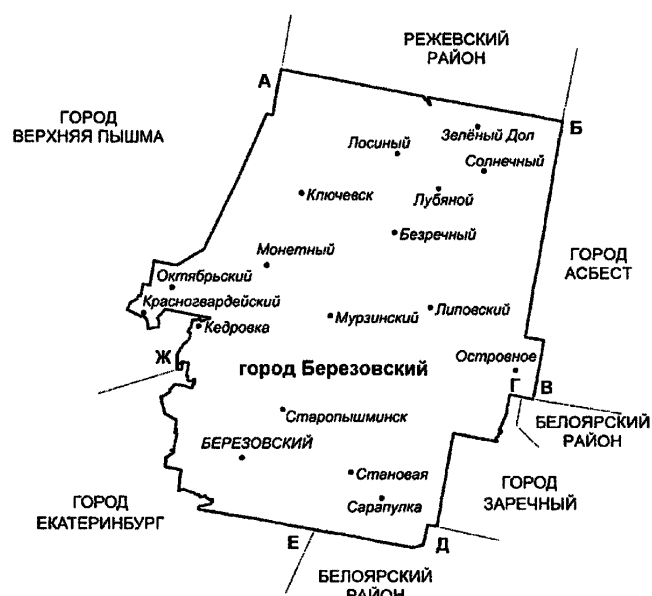 РЕЖЕВСКИЙ
РАЙОН
А
ГОРОД
ВЕРХНЯЯ ПЫШМА
Б
Зелёный Дол
Лосиный
Солнечный
Ключевск
Лубяной
Безречный
Монетный
ГОРОД
АСБЕСТ
Октябрьский
Красногвардейский
Липовский
Мурзинский
Кедровка
Ж
Островное
город Березовский
Г
В
Старопышминск
БЕЛОЯРСКИЙ
РАЙОН
БЕРЕЗОВСКИЙ
Становая
ГОРОД
ЗАРЕЧНЫЙ
ГОРОД
ЕКАТЕРИНБУРГ
Сарапулка
Е
Д
БЕЛОЯРСКИЙ
РАЙОН